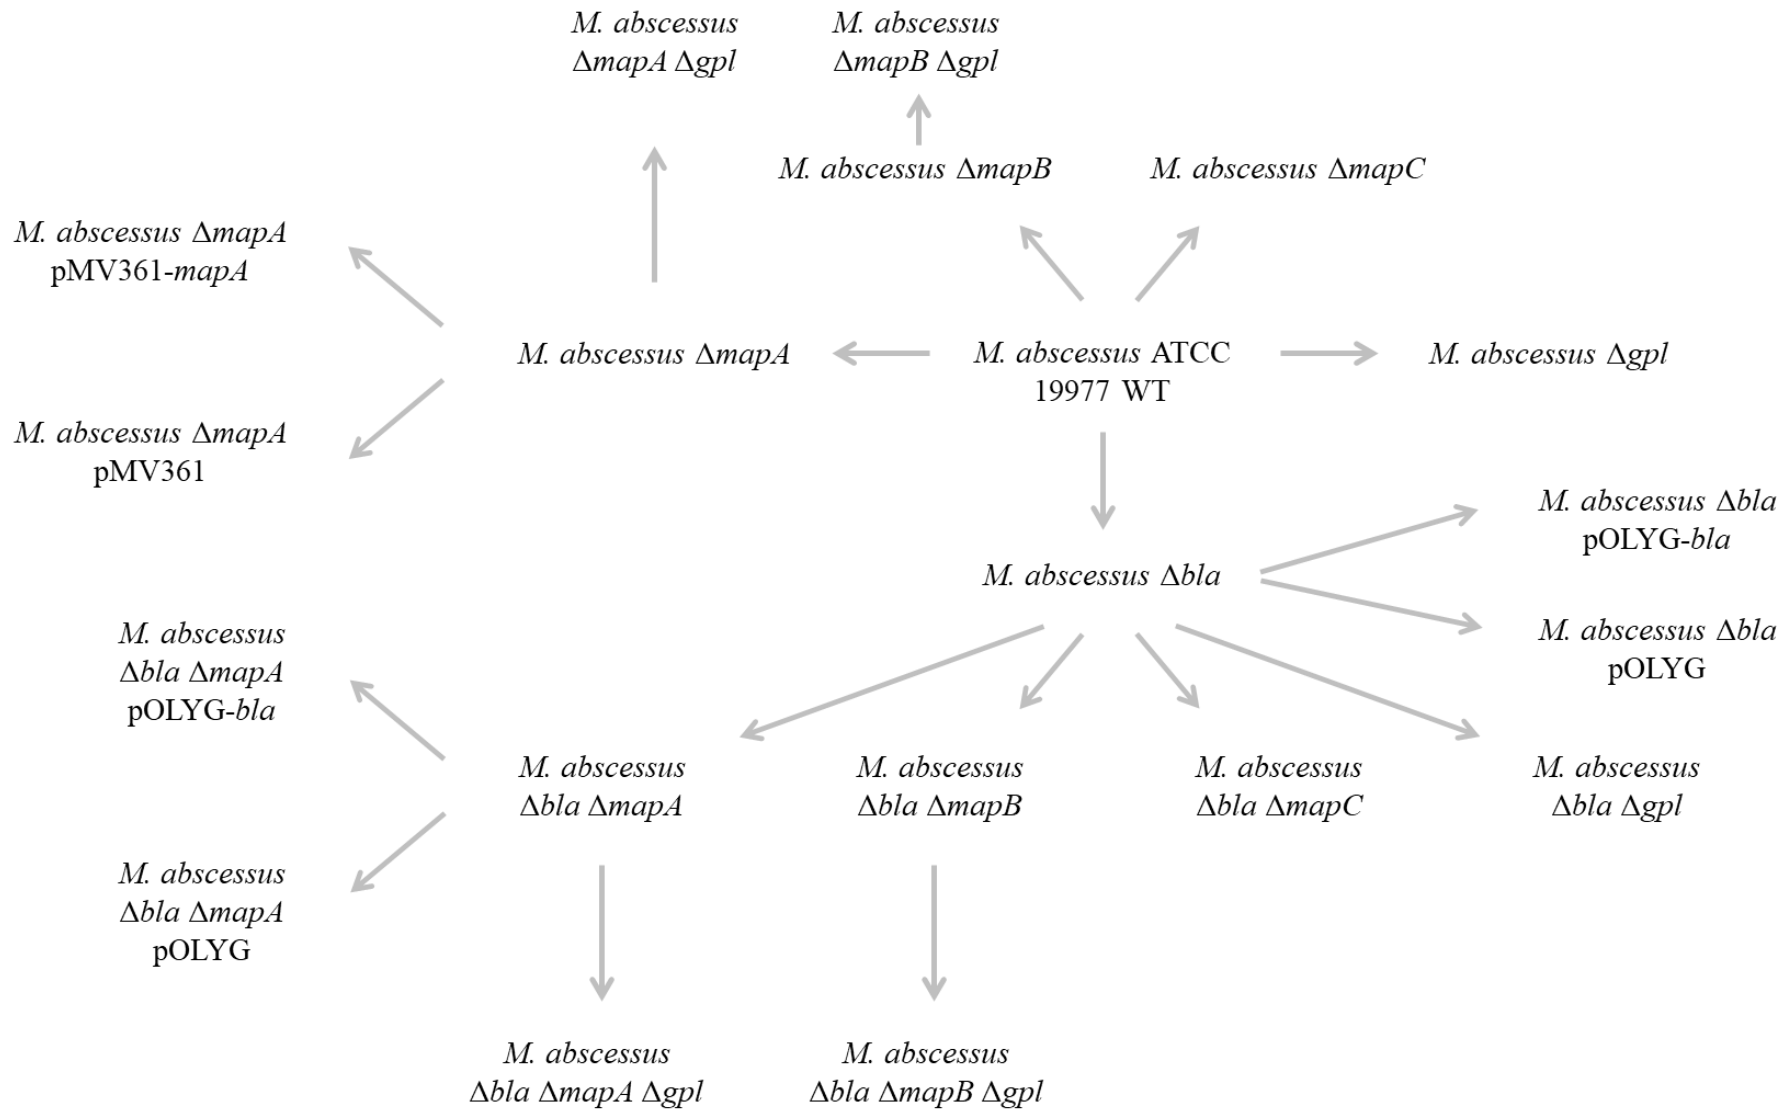 M. abscessus
ΔmapA Δgpl
M. abscessus
ΔmapB Δgpl
M. abscessus ΔmapB
M. abscessus ΔmapC
M. abscessus ΔmapA
pMV361-mapA
M. abscessus ΔmapA
M. abscessus ATCC
19977 WT
M. abscessus Δgpl
M. abscessus ΔmapA
pMV361
M. abscessus Δbla
pOLYG-bla
M. abscessus Δbla
M. abscessus Δbla
pOLYG
M. abscessus
Δbla ΔmapA
pOLYG-bla
M. abscessus
Δbla ΔmapA
M. abscessus
Δbla ΔmapB
M. abscessus
Δbla ΔmapC
M. abscessus
Δbla Δgpl
M. abscessus
Δbla ΔmapA
pOLYG
M. abscessus
Δbla ΔmapA Δgpl
M. abscessus
Δbla ΔmapB Δgpl